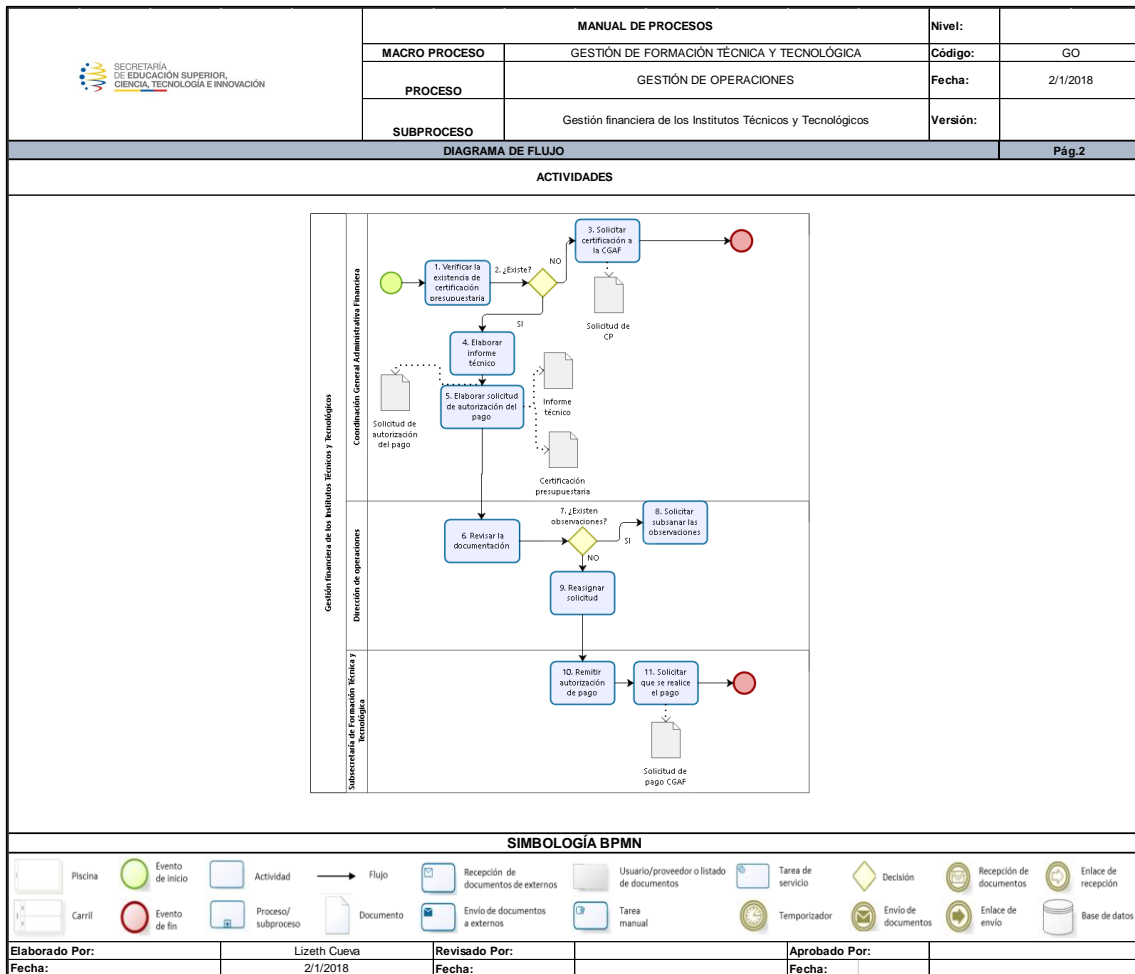 SECRETARÍA
DE EDUCACIÓN SUPERIOR,
CIENCIA, TECNOLOGÍA E INNOVACIÓN
MANUAL DE PROCESOS
Nivel:
MACRO PROCESO
GESTIÓN DE FORMACIÓN TÉCNICA Y TECNOLÓGICA
Código:
GO
PROCESO
GESTIÓN DE OPERACIONES
Fecha:
2/1/2018
SUBPROCESO
Gestión financiera de los Institutos Técnicos y Tecnológicos
Versión:
DIAGRAMA DE FLUJO
Pág.2
ACTIVIDADES
Gestión financiera de los Institutos Técnicos y Tecnológicos
Coordinación General Administrativa Financiera
1. Verificar la
existencia de
certificación
presupuestaria
2. ¿Existe?
NO
3. Solicitar
certificación a
la CGAF
Solicitud de
CP
SI
4. Elaborar
informe
técnico
5. Elaborar solicitud
de autorización del
pago
Solicitud de
autorización
del pago
Informe
técnico
Certificación
presupuestaria
Dirección de operaciones
6. Revisar la
documentación
7. ¿Existen
observaciones?
SI
8. Solicitar
subsanar las
observaciones
NO
9. Reasignar
solicitud
Subsecretaría de Formación Técnica y
Tecnológica
10. Remitir
autorización
de pago
11. Solicitar
que se realice
el pago
Solicitud de
pago CGAF
SIMBOLOGÍA BPMN
Piscina
Evento
de inicio
Actividad
Flujo
Recepción de
documentos de externos
Usuario/proveedor o listado
de documentos
Tarea de
servicio
Decisión
Recepción de
documentos
Enlace de
recepción
Carril
Evento
de fin
Proceso/
subproceso
Documento
Envío de documentos
a externos
Tarea
manual
Temporizador
Envío de
documentos
Enlace de
envío
Base de datos
Elaborado Por:
Lizeth Cueva
Revisado Por:
Aprobado Por:
Fecha:
2/1/2018
Fecha:
Fecha: